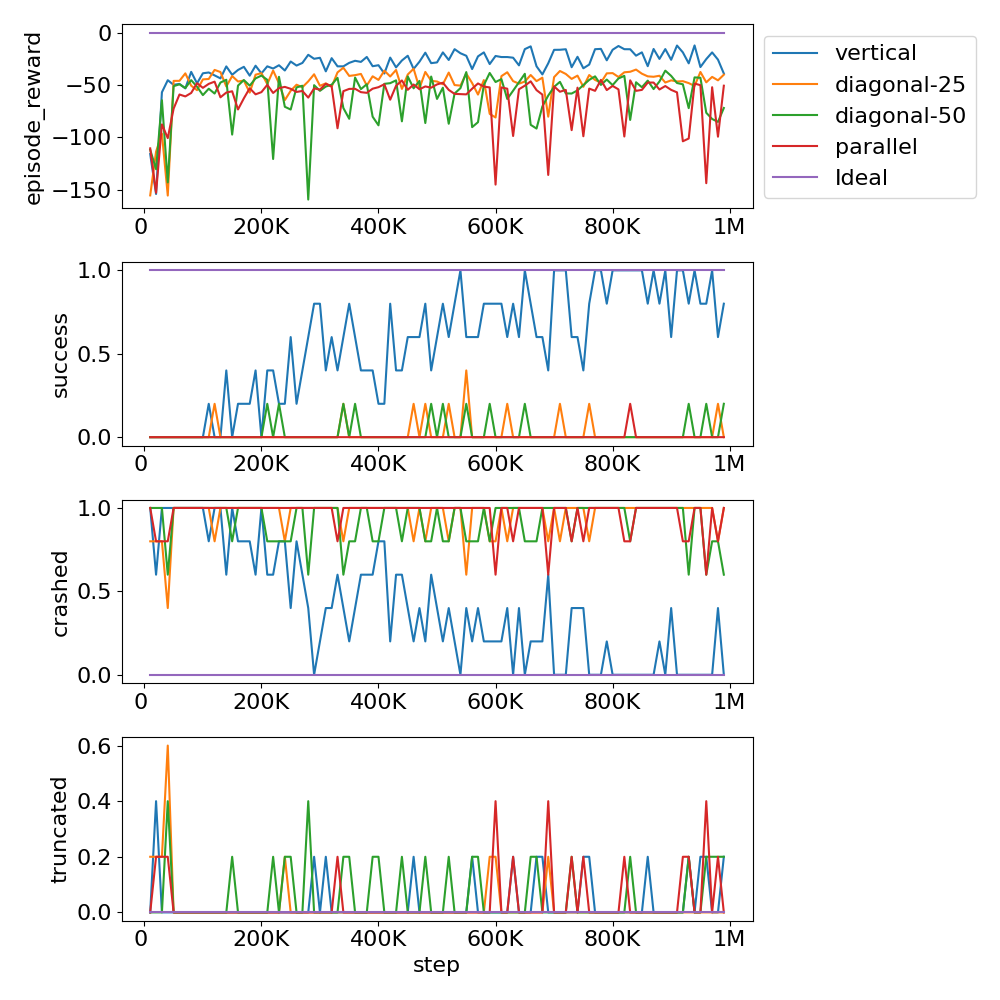 episode_reward
0
−50
−100
−150
0 200K 400K 600K 800K 1M
vertical
diagonal-25
diagonal-50
parallel
Ideal
success
1.0
0.5
0.0
0 200K 400K 600K 800K 1M
crashed
1.0
0.5
0.0
0 200K 400K 600K 800K 1M
truncated
0.6
0.4
0.2
0.0
0 200K 400K 600K 800K 1M
step